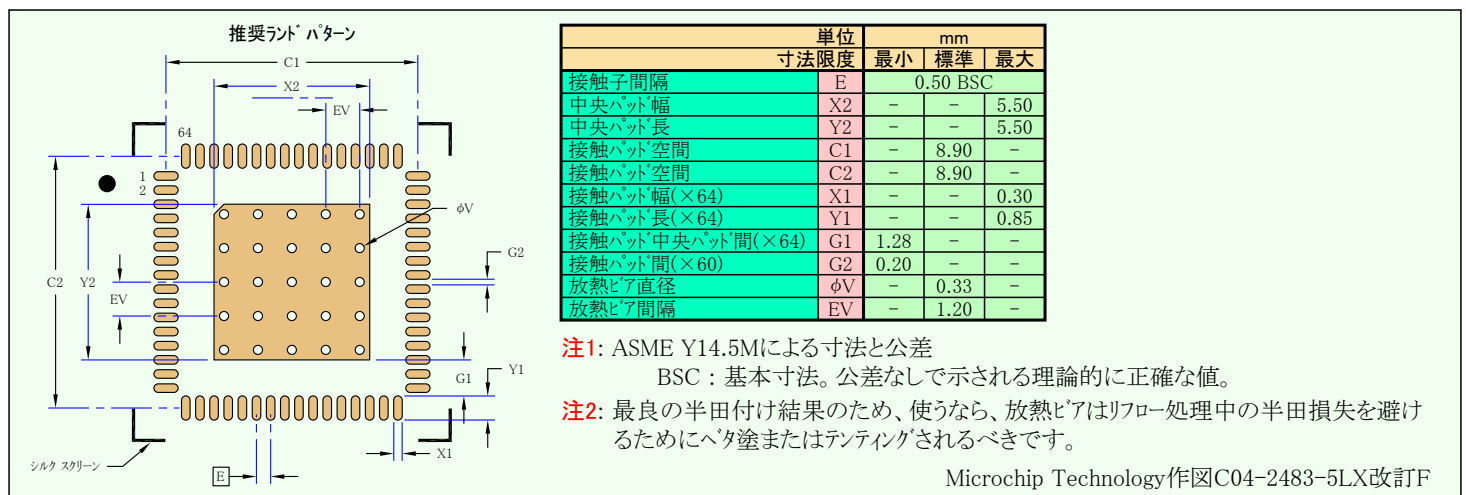 推奨ランド パターン
C1
X2
EV
64
1
2
φV
G2
C2
Y2
EV
G1
Y1
X1
E
シルク スクリーン
単位 mm
寸法限度 最小 標準 最大
接触子間隔 E 0.50 BSC
中央パッド幅 X2 - - 5.50
中央パッド長 Y2 - - 5.50
接触パッド空間 C1 - 8.90 -
接触パッド空間 C2 - 8.90 -
接触パッド幅(×64) X1 - - 0.30
接触パッド長(×64) Y1 - - 0.85
接触パッド中央パッド間(×64) G1 1.28 - -
接触パッド間(×60) G2 0.20 - -
放熱ビア直径 φV - 0.33 -
放熱ビア間隔 EV - 1.20 -
注1: ASME Y14.5Mによる寸法と公差
BSC : 基本寸法。公差なしで示される理論的に正確な値。
注2: 最良の半田付け結果のため、使うなら、放熱ビアはリフロー処理中の半田損失を避け
るためにベタ塗またはテンティングされるべきです。
Microchip Technology作図C04-2483-5LX改訂F